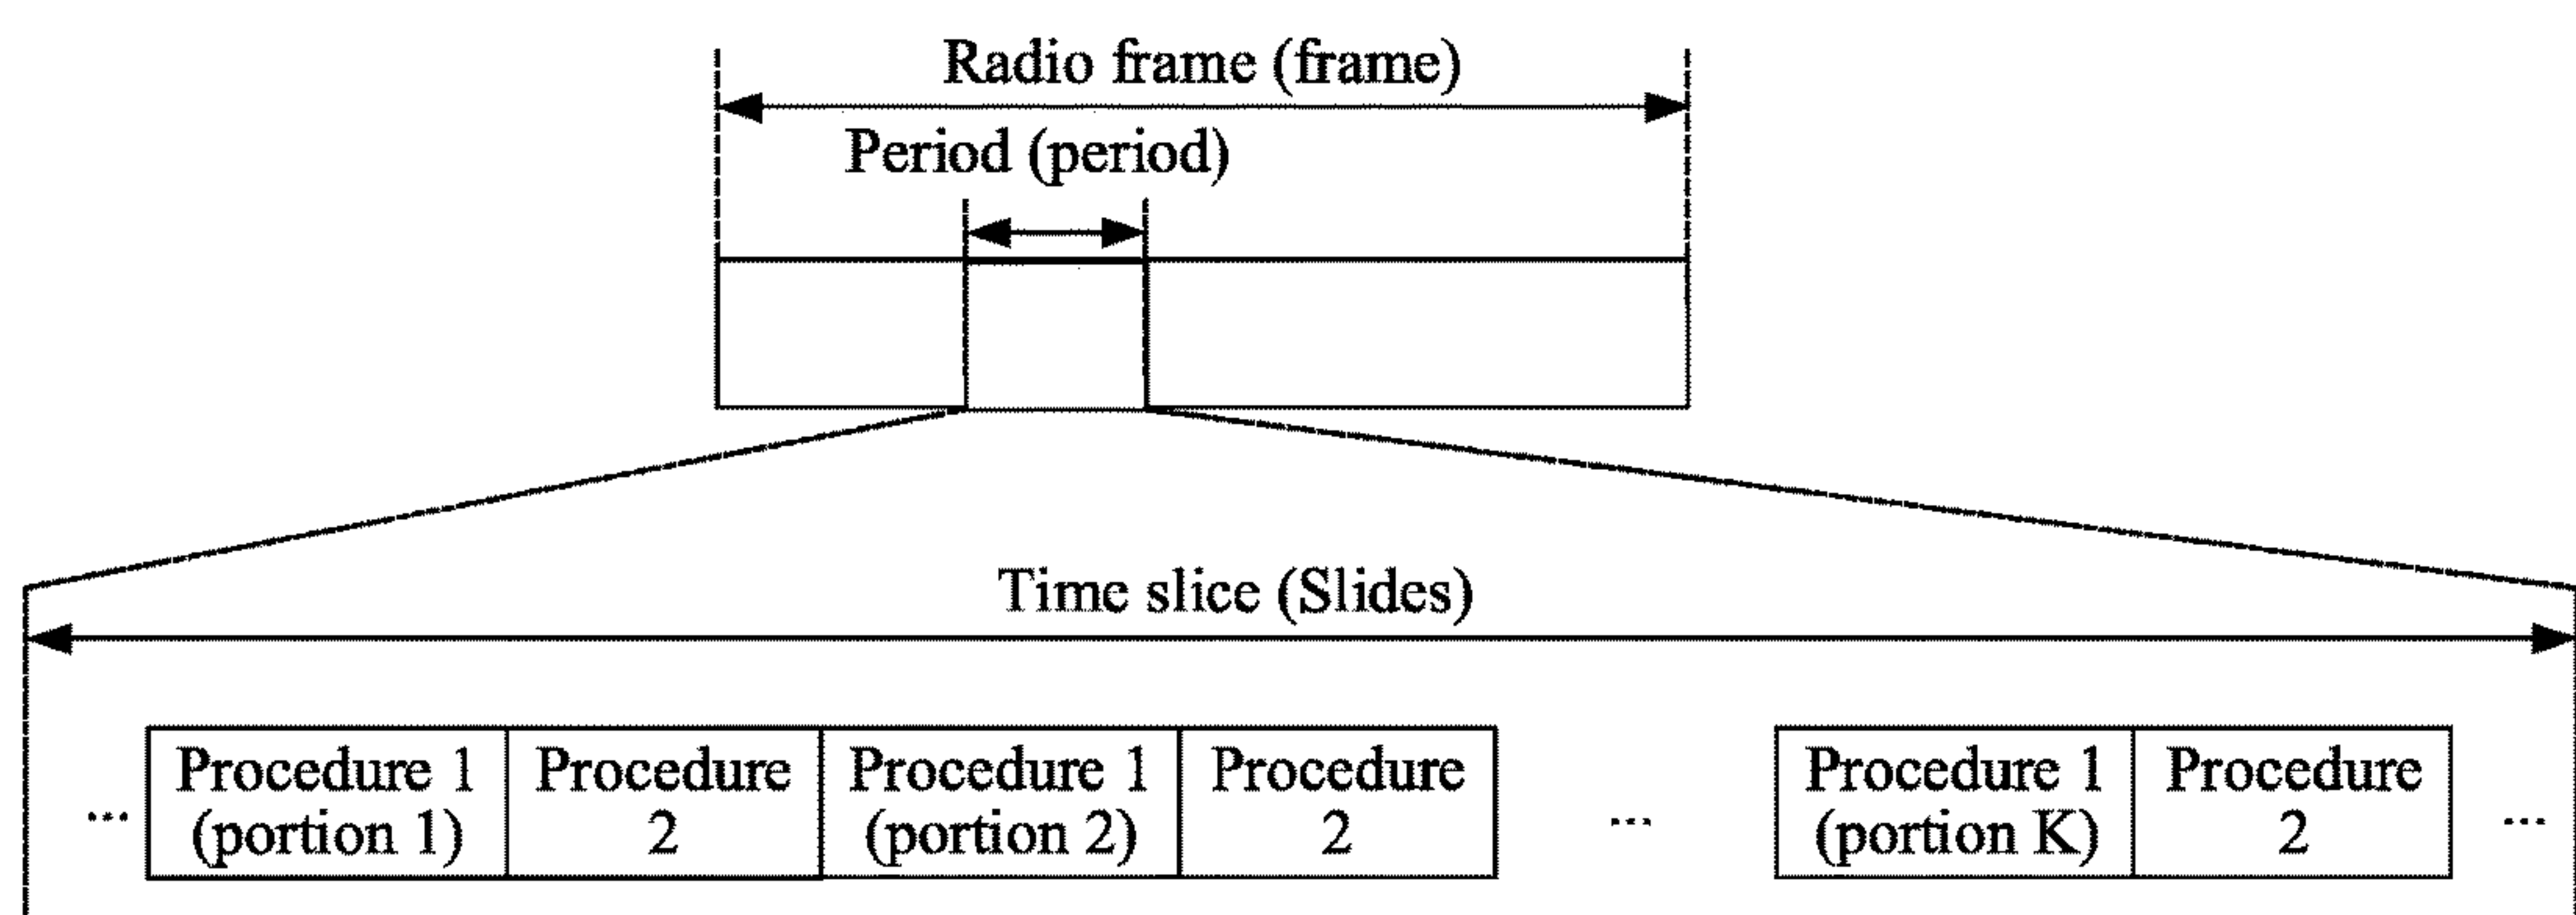 Radio frame (frame)
Period (period)
Time slice (Slides)
... Procedure 1 Procedure Procedure 1 Procedure ... Procedure 1 Procedure ...
(portion 1) 2 (portion 2) 2 (portion K) 2